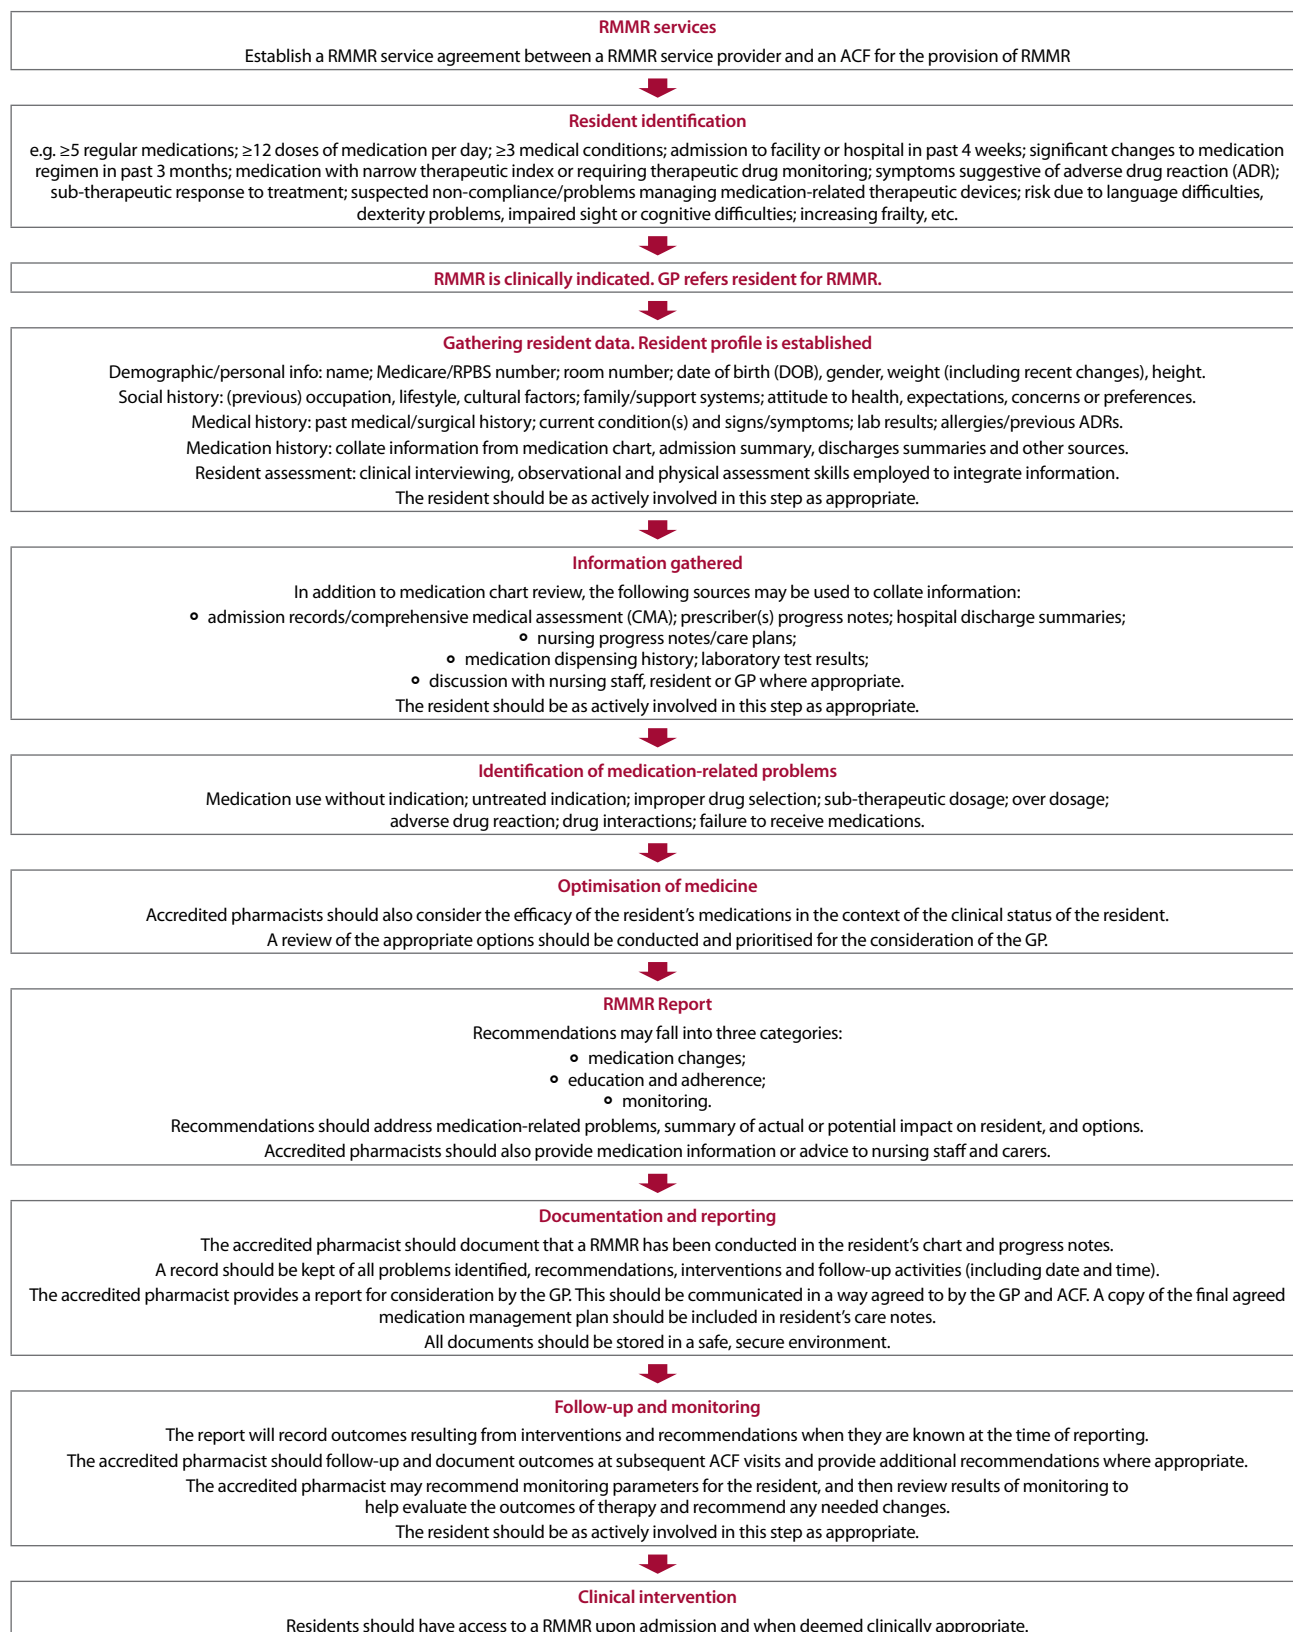 RMMR services
Establish a RMMR service agreement between a RMMR service provider and an ACF for the provision of RMMR
Resident identification
e.g. ≥5 regular medications; ≥12 doses of medication per day; ≥3 medical conditions; admission to facility or hospital in past 4 weeks; significant changes to medication
regimen in past 3 months; medication with narrow therapeutic index or requiring therapeutic drug monitoring; symptoms suggestive of adverse drug reaction (ADR);
sub-therapeutic response to treatment; suspected non-compliance/problems managing medication-related therapeutic devices; risk due to language difficulties,
dexterity problems, impaired sight or cognitive difficulties; increasing frailty, etc.
RMMR is clinically indicated. GP refers resident for RMMR.
Gathering resident data. Resident profile is established
Demographic/personal info: name; Medicare/RPBS number; room number; date of birth (DOB), gender, weight (including recent changes), height.
Social history: (previous) occupation, lifestyle, cultural factors; family/support systems; attitude to health, expectations, concerns or preferences.
Medical history: past medical/surgical history; current condition(s) and signs/symptoms; lab results; allergies/previous ADRs.
Medication history: collate information from medication chart, admission summary, discharges summaries and other sources.
Resident assessment: clinical interviewing, observational and physical assessment skills employed to integrate information.
The resident should be as actively involved in this step as appropriate.
Information gathered
In addition to medication chart review, the following sources may be used to collate information:
° admission records/comprehensive medical assessment (CMA); prescriber(s) progress notes; hospital discharge summaries;
° nursing progress notes/care plans;
° medication dispensing history; laboratory test results;
° discussion with nursing staff, resident or GP where appropriate.
The resident should be as actively involved in this step as appropriate.
Identification of medication-related problems
Medication use without indication; untreated indication; improper drug selection; sub-therapeutic dosage; over dosage;
adverse drug reaction; drug interactions; failure to receive medications.
Optimisation of medicine
Accredited pharmacists should also consider the efficacy of the resident's medications in the context of the clinical status of the resident.
A review of the appropriate options should be conducted and prioritised for the consideration of the GP.
RMMR Report
Recommendations may fall into three categories:
° medication changes;
° education and adherence;
° monitoring.
Recommendations should address medication-related problems, summary of actual or potential impact on resident, and options.
Accredited pharmacists should also provide medication information or advice to nursing staff and carers.
Documentation and reporting
The accredited pharmacist should document that a RMMR has been conducted in the resident's chart and progress notes.
A record should be kept of all problems identified, recommendations, interventions and follow-up activities (including date and time).
The accredited pharmacist provides a report for consideration by the GP. This should be communicated in a way agreed to by the GP and ACF. A copy of the final agreed
medication management plan should be included in resident's care notes.
All documents should be stored in a safe, secure environment.
Follow-up and monitoring
The report will record outcomes resulting from interventions and recommendations when they are known at the time of reporting.
The accredited pharmacist should follow-up and document outcomes at subsequent ACF visits and provide additional recommendations where appropriate.
The accredited pharmacist may recommend monitoring parameters for the resident, and then review results of monitoring to
help evaluate the outcomes of therapy and recommend any needed changes.
The resident should be as actively involved in this step as appropriate.
Clinical intervention
Residents should have access to a RMMR upon admission and when deemed clinically appropriate.